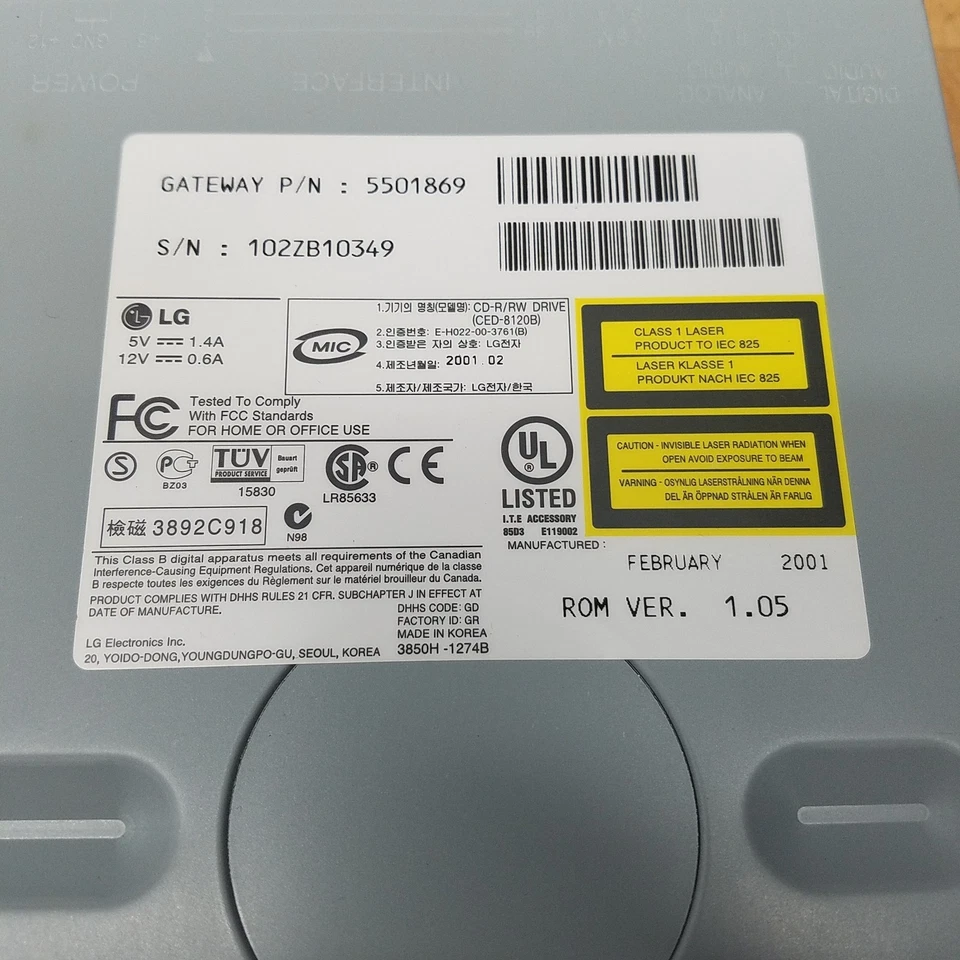 +12 GND +5
POWER
INTERFACE
ANALOG AUDIO
DIGITAL AUDIO
GATEWAY P/N : 5501869
S/N : 102ZB10349
LG
5V 1.4A
12V 0.6A
MIC
1.기기의 명칭(모델명): CD-R/RW DRIVE
(CED-8120B)
2.인증번호: E-H022-00-3761(B)
3.인증받은 자의 상호: LG전자
4.제조년월일: 2001.02
5.제조자/제조국가: LG전자/한국
CLASS 1 LASER
PRODUCT TO IEC 825
LASER KLASSE 1
PRODUKT NACH IEC 825
FC
Tested To Comply
With FCC Standards
FOR HOME OR OFFICE USE
S
PCT
BZ03
TÜV
PRODUCT SERVICE
Bauart
geprüft
15830
SA®
LR85633
CE
UL
®
LISTED
I.T.E ACCESSORY
85D3 E119002
CAUTION - INVISIBLE LASER RADIATION WHEN
OPEN AVOID EXPOSURE TO BEAM
VARNING - OSYNLIG LASERSTRÅLNING NÄR DENNA
DEL ÄR ÖPPNAD STRÅLEN ÄR FARLIG
檢磁 3892C918
N98
This Class B digital apparatus meets all requirements of the Canadian
Interference-Causing Equipment Regulations. Cet appareil numérique de la classe
B respecte toutes les exigences du Règlement sur le matériel brouilleur du Canada.
PRODUCT COMPLIES WITH DHHS RULES 21 CFR. SUBCHAPTER J IN EFFECT AT
DATE OF MANUFACTURE.
DHHS CODE: GD
FACTORY ID: GR
MADE IN KOREA
3850H -1274B
LG Electronics Inc.
20, YOIDO-DONG,YOUNGDUNGPO-GU, SEOUL, KOREA
MANUFACTURED :
FEBRUARY 2001
ROM VER. 1.05